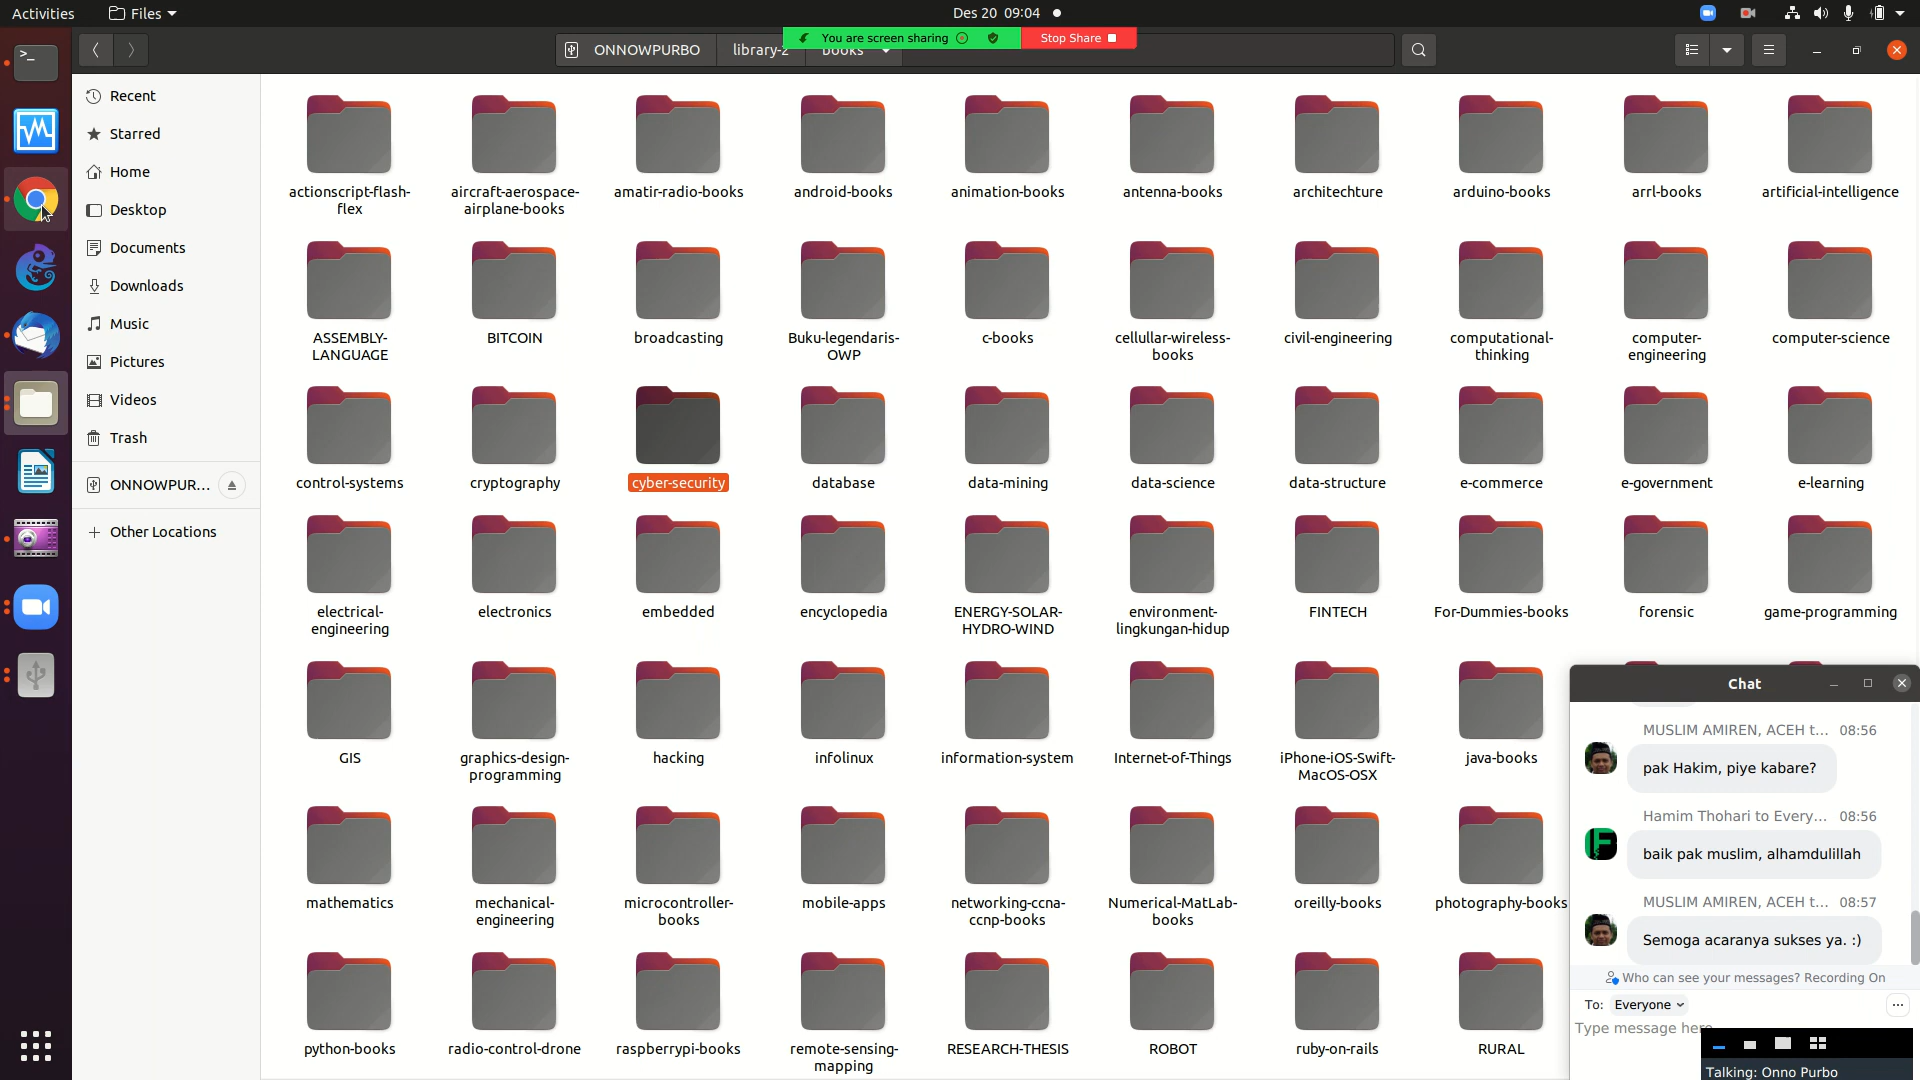 Activities
Files
Des 20 09:04
You are screen sharing
Stop Share
ONNOWPURBO
library-2
books
Recent
Starred
Home
Desktop
Documents
Downloads
Music
Pictures
Videos
Trash
ONNOWPUR...
Other Locations
actionscript-flash-
flex
aircraft-aerospace-
airplane-books
amatir-radio-books
android-books
animation-books
antenna-books
architechture
arduino-books
arrl-books
artificial-intelligence
ASSEMBLY-
LANGUAGE
BITCOIN
broadcasting
Buku-legendaris-
OWP
c-books
cellullar-wireless-
books
civil-engineering
computational-
thinking
computer-
engineering
computer-science
control-systems
cryptography
cyber-security
database
data-mining
data-science
data-structure
e-commerce
e-government
e-learning
electrical-
engineering
electronics
embedded
encyclopedia
ENERGY-SOLAR-
HYDRO-WIND
environment-
lingkungan-hidup
FINTECH
For-Dummies-books
forensic
game-programming
GIS
graphics-design-
programming
hacking
infolinux
information-system
Internet-of-Things
iPhone-iOS-Swift-
MacOS-OSX
java-books
mathematics
mechanical-
engineering
microcontroller-
books
mobile-apps
networking-ccna-
ccnp-books
Numerical-MatLab-
books
oreilly-books
photography-books
python-books
radio-control-drone
raspberrypi-books
remote-sensing-
mapping
RESEARCH-THESIS
ROBOT
ruby-on-rails
RURAL
Chat
MUSLIM AMIREN, ACEH t... 08:56
pak Hakim, piye kabare?
Hamim Thohari to Every... 08:56
baik pak muslim, alhamdulillah
MUSLIM AMIREN, ACEH t... 08:57
Semoga acaranya sukses ya. :)
Who can see your messages? Recording On
To: Everyone
Type message here
Talking: Onno Purbo